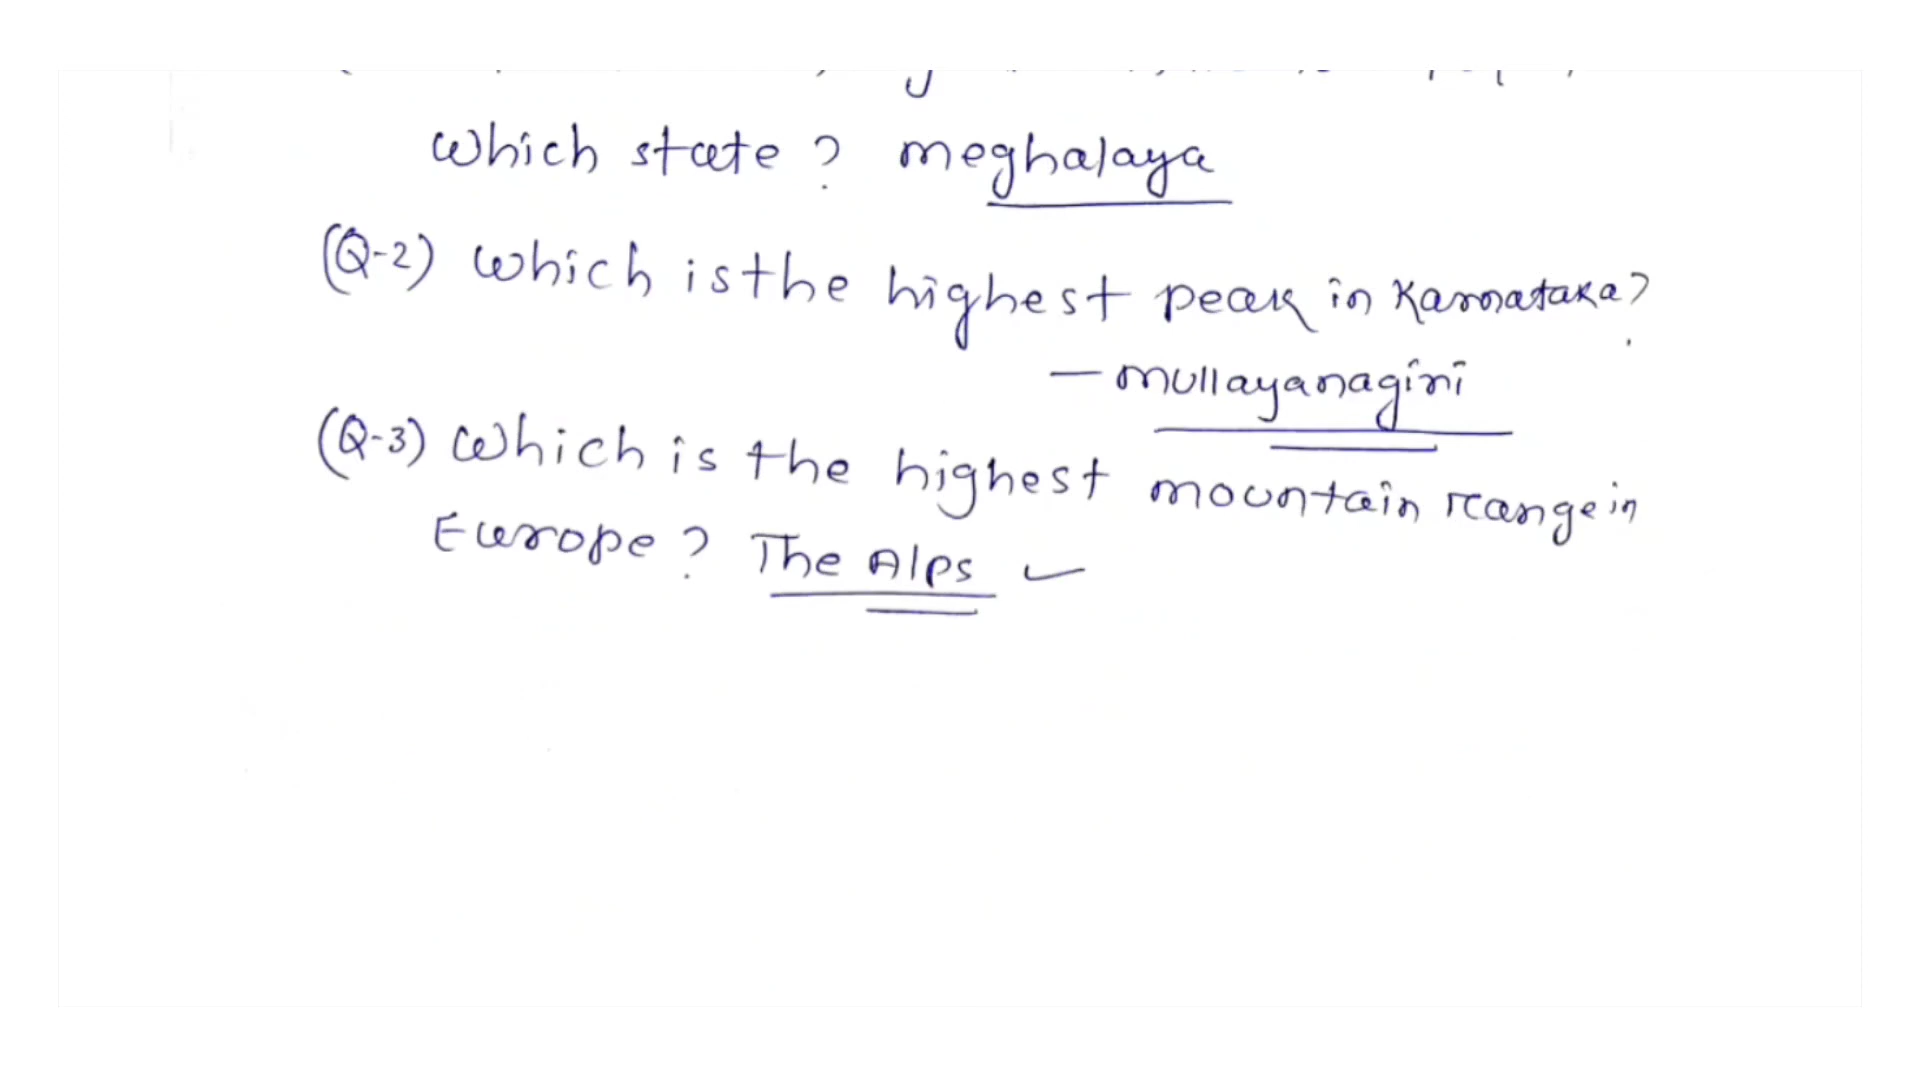 which state? meghalaya
(Q-2) which is the highest peak in Karnataka?
— mullayanagiri
(Q-3) which is the highest mountain range in
Europe? The Alps ✓